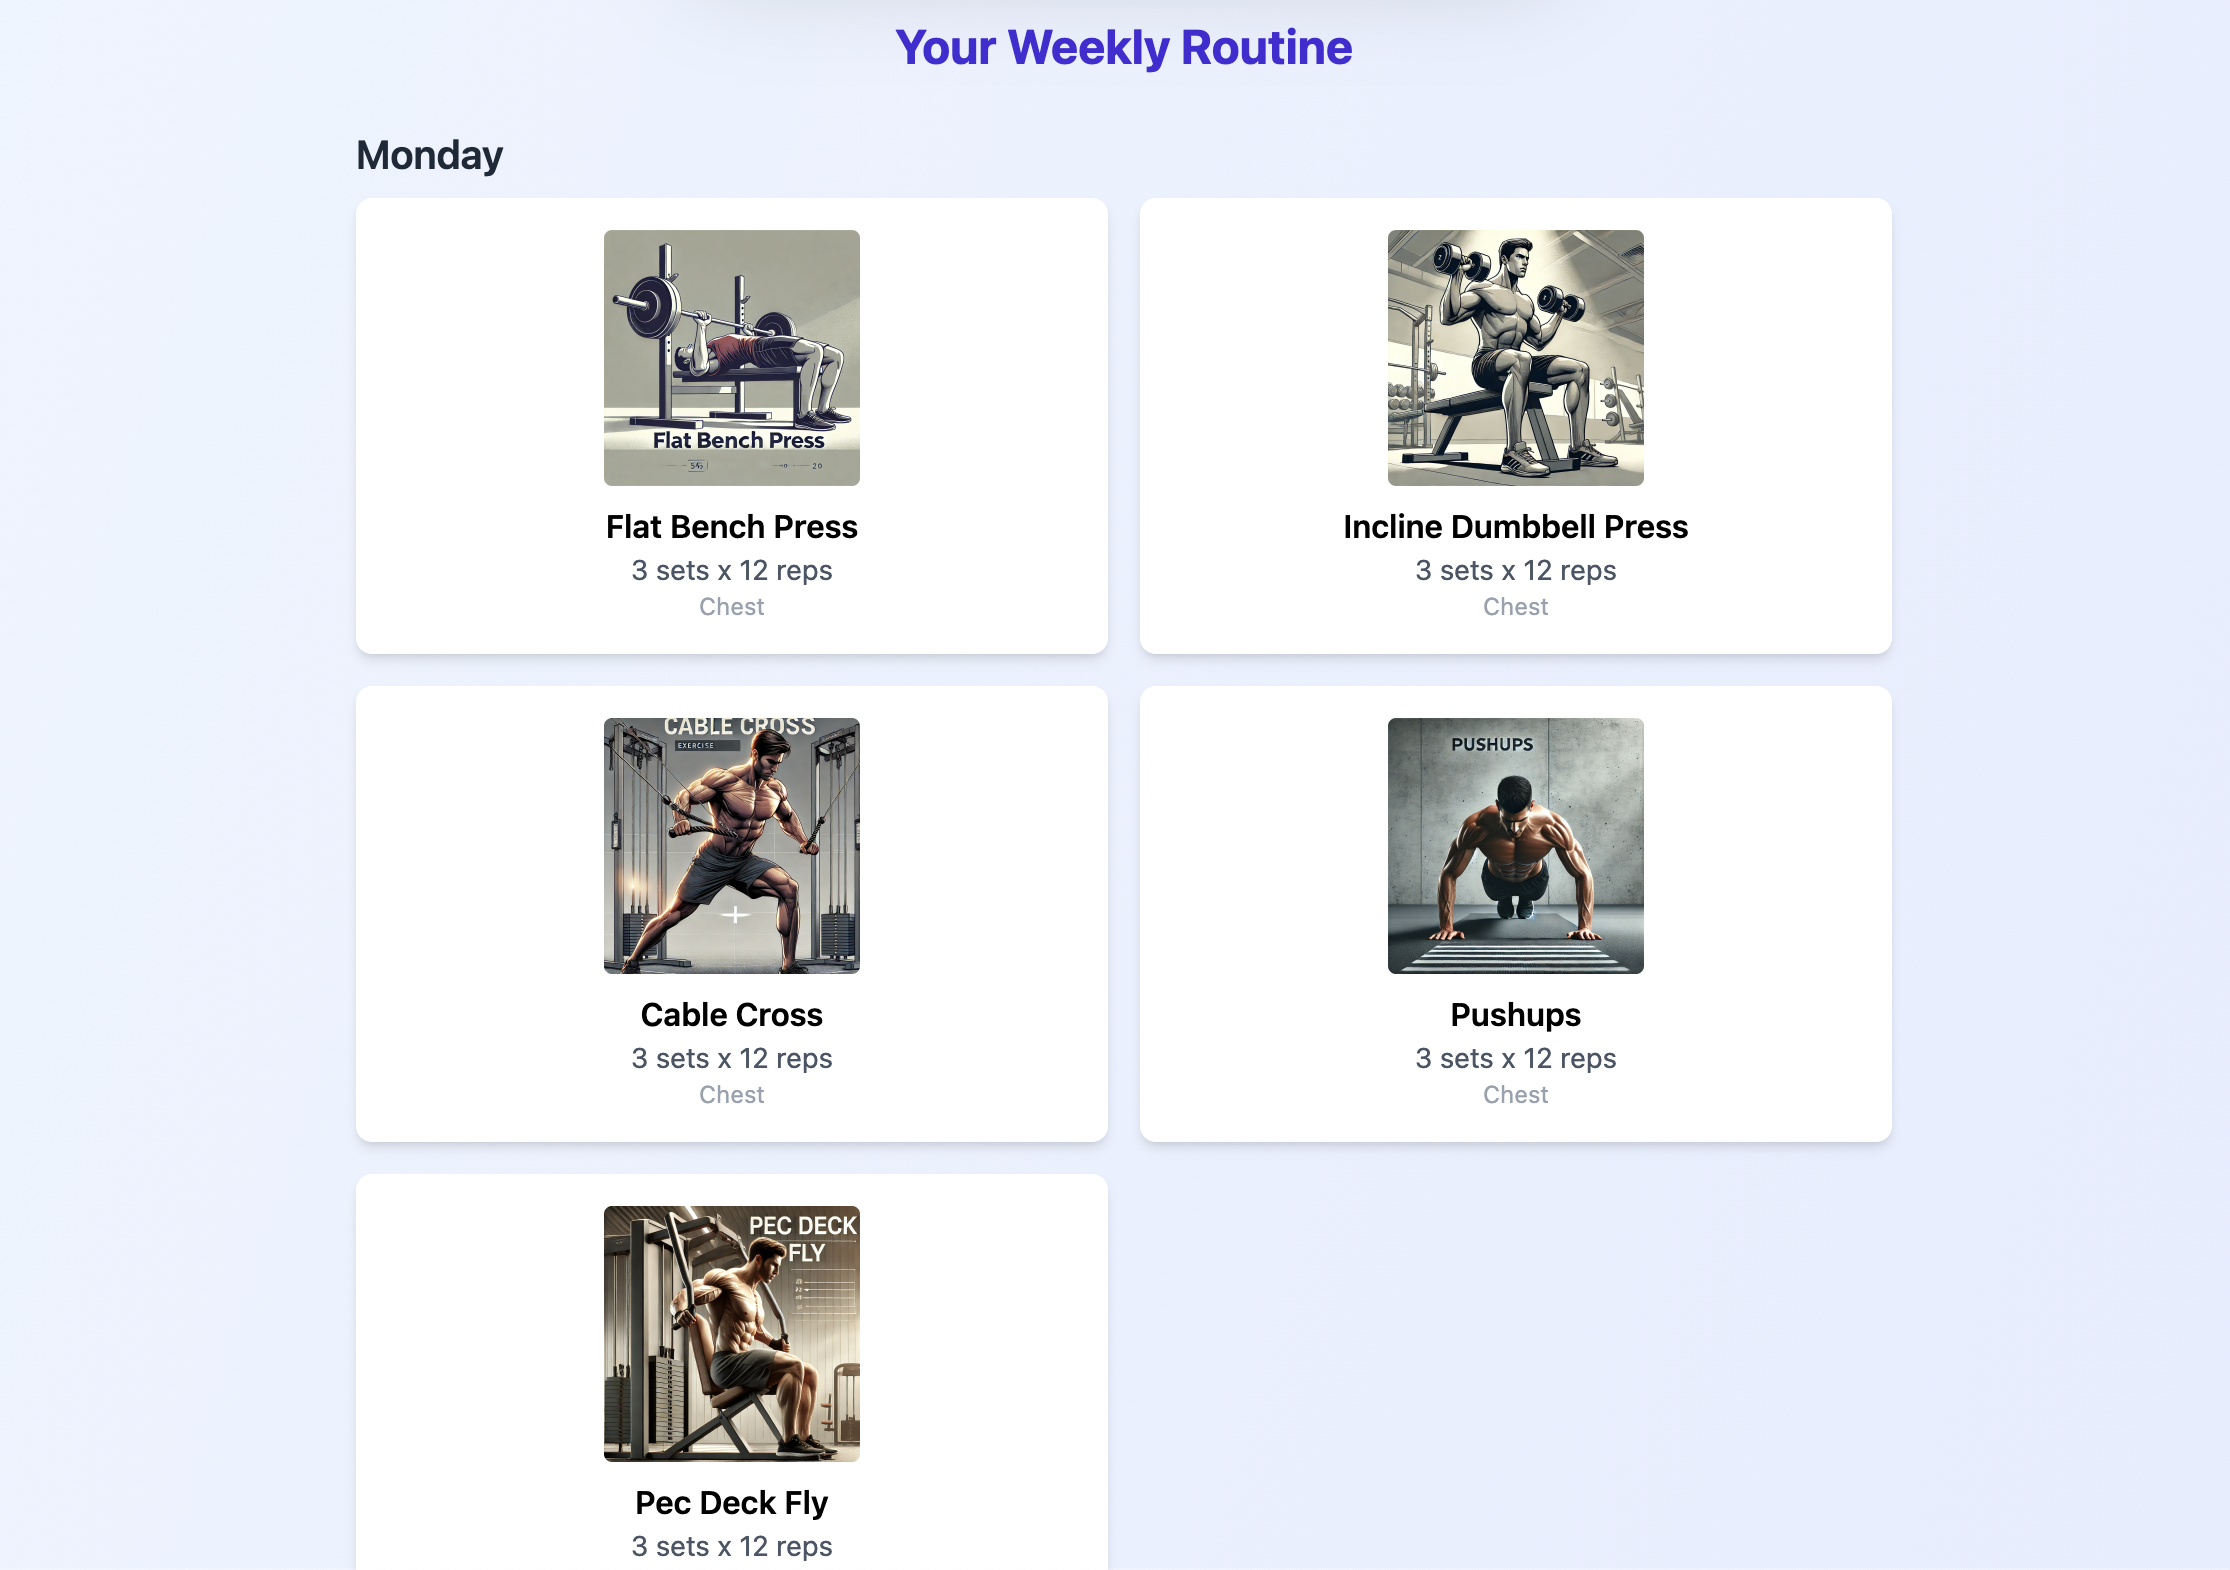 Your Weekly Routine
Monday
Flat Bench Press
Flat Bench Press
3 sets x 12 reps
Chest
Incline Dumbbell Press
3 sets x 12 reps
Chest
CABLE CROSS
EXERCISE
Cable Cross
3 sets x 12 reps
Chest
PUSHUPS
Pushups
3 sets x 12 reps
Chest
PEC DECK
FLY
Pec Deck Fly
3 sets x 12 reps